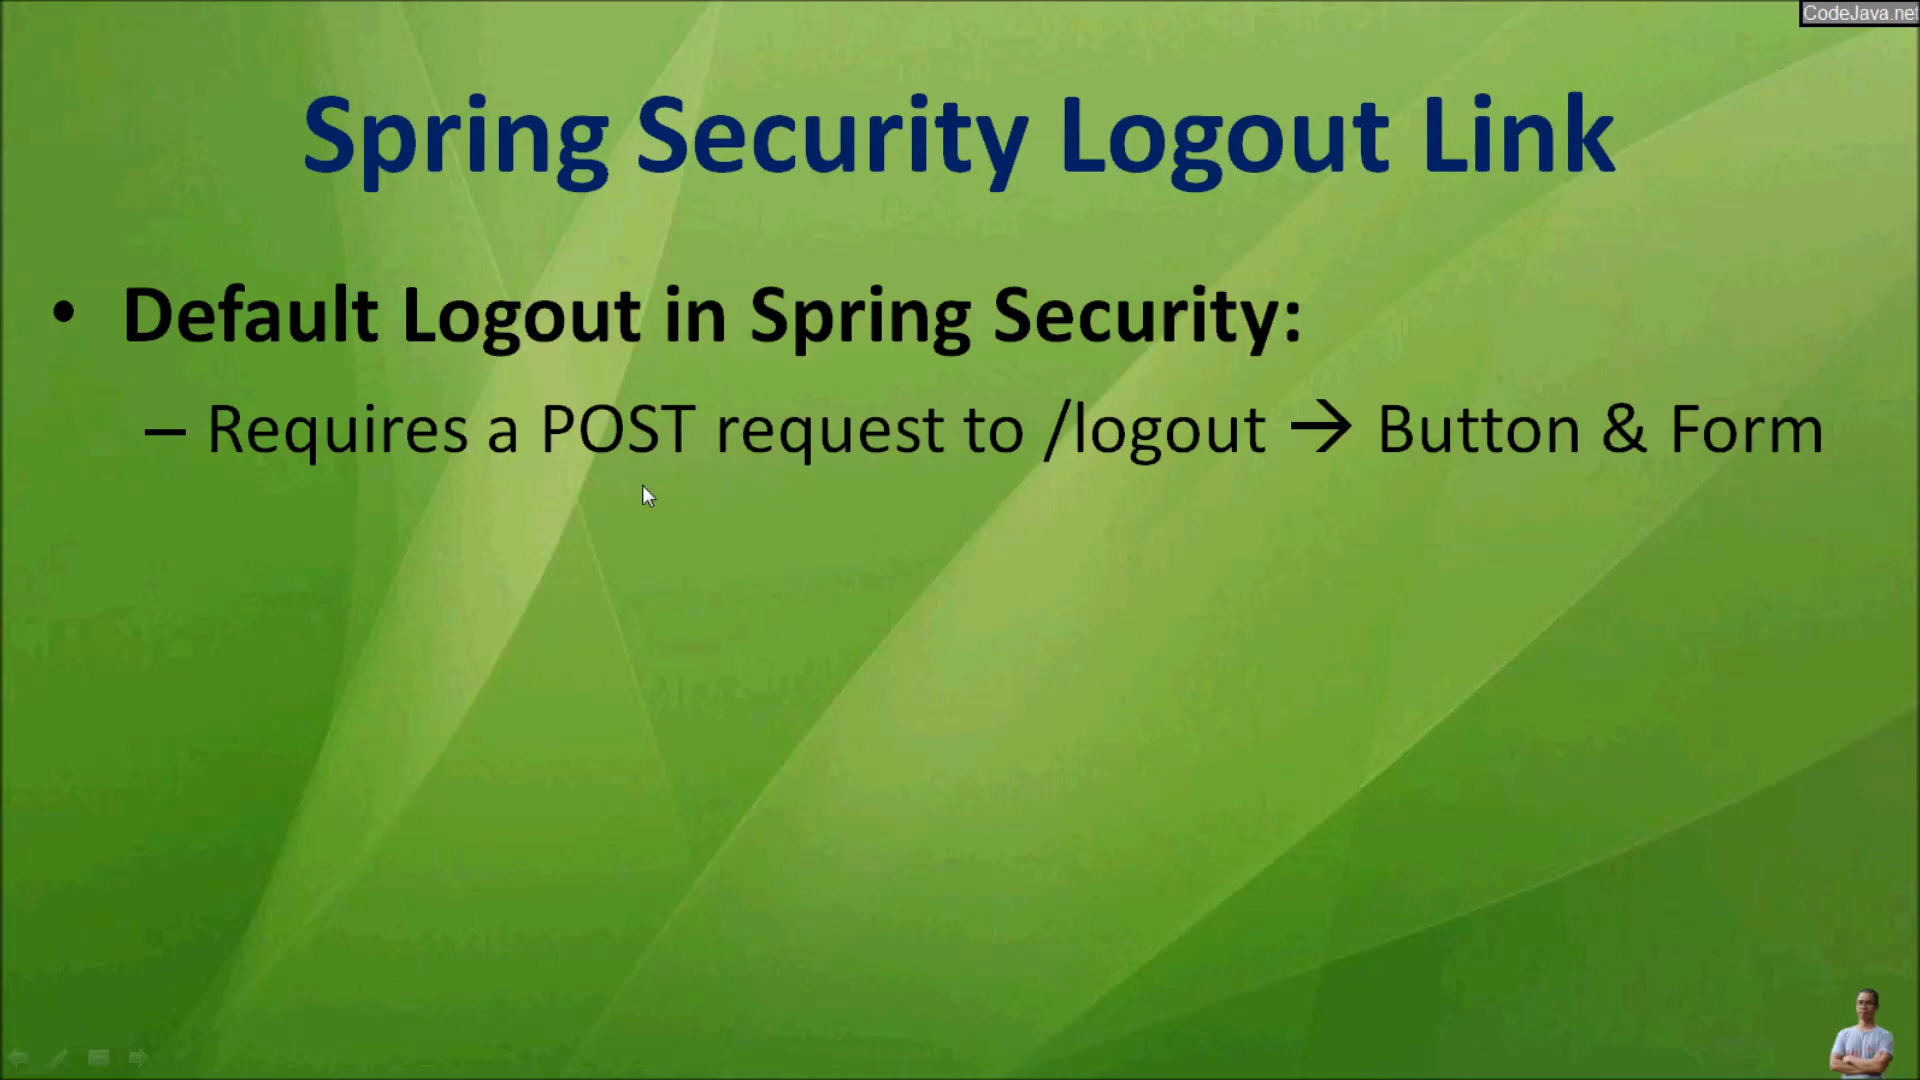 CodeJava.net
Spring Security Logout Link
• Default Logout in Spring Security:
– Requires a POST request to /logout → Button & Form